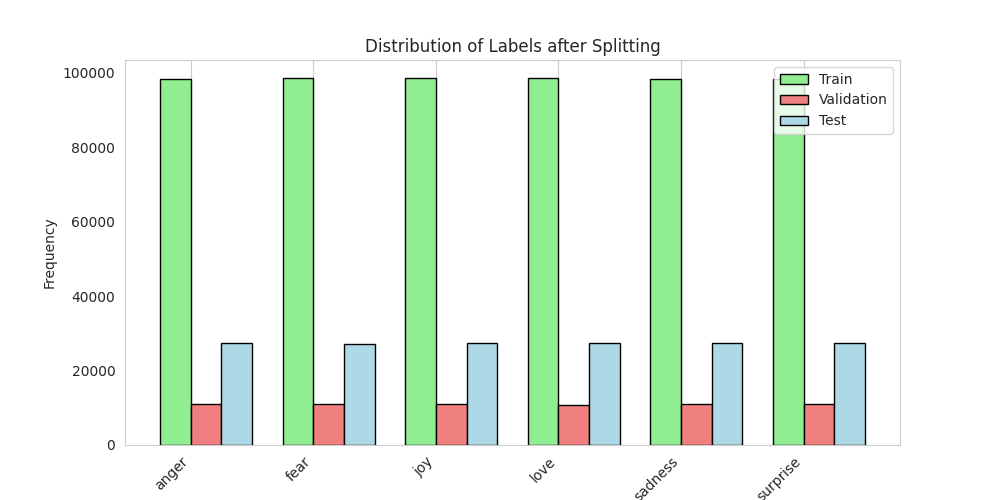 Distribution of Labels after Splitting
Train
Validation
Test
Frequency
100000
80000
60000
40000
20000
0
anger
fear
joy
love
sadness
surprise